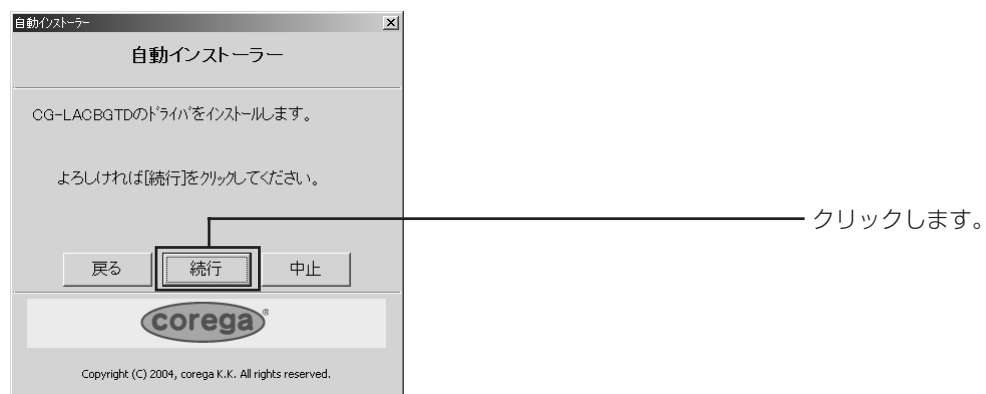 自動インストーラー
自動インストーラー
CG-LACBGTDのドライバをインストールします。
よろしければ[続行]をクリックしてください。
クリックします。
戻る 続行 中止
corega®
Copyright (C) 2004, corega K.K. All rights reserved.